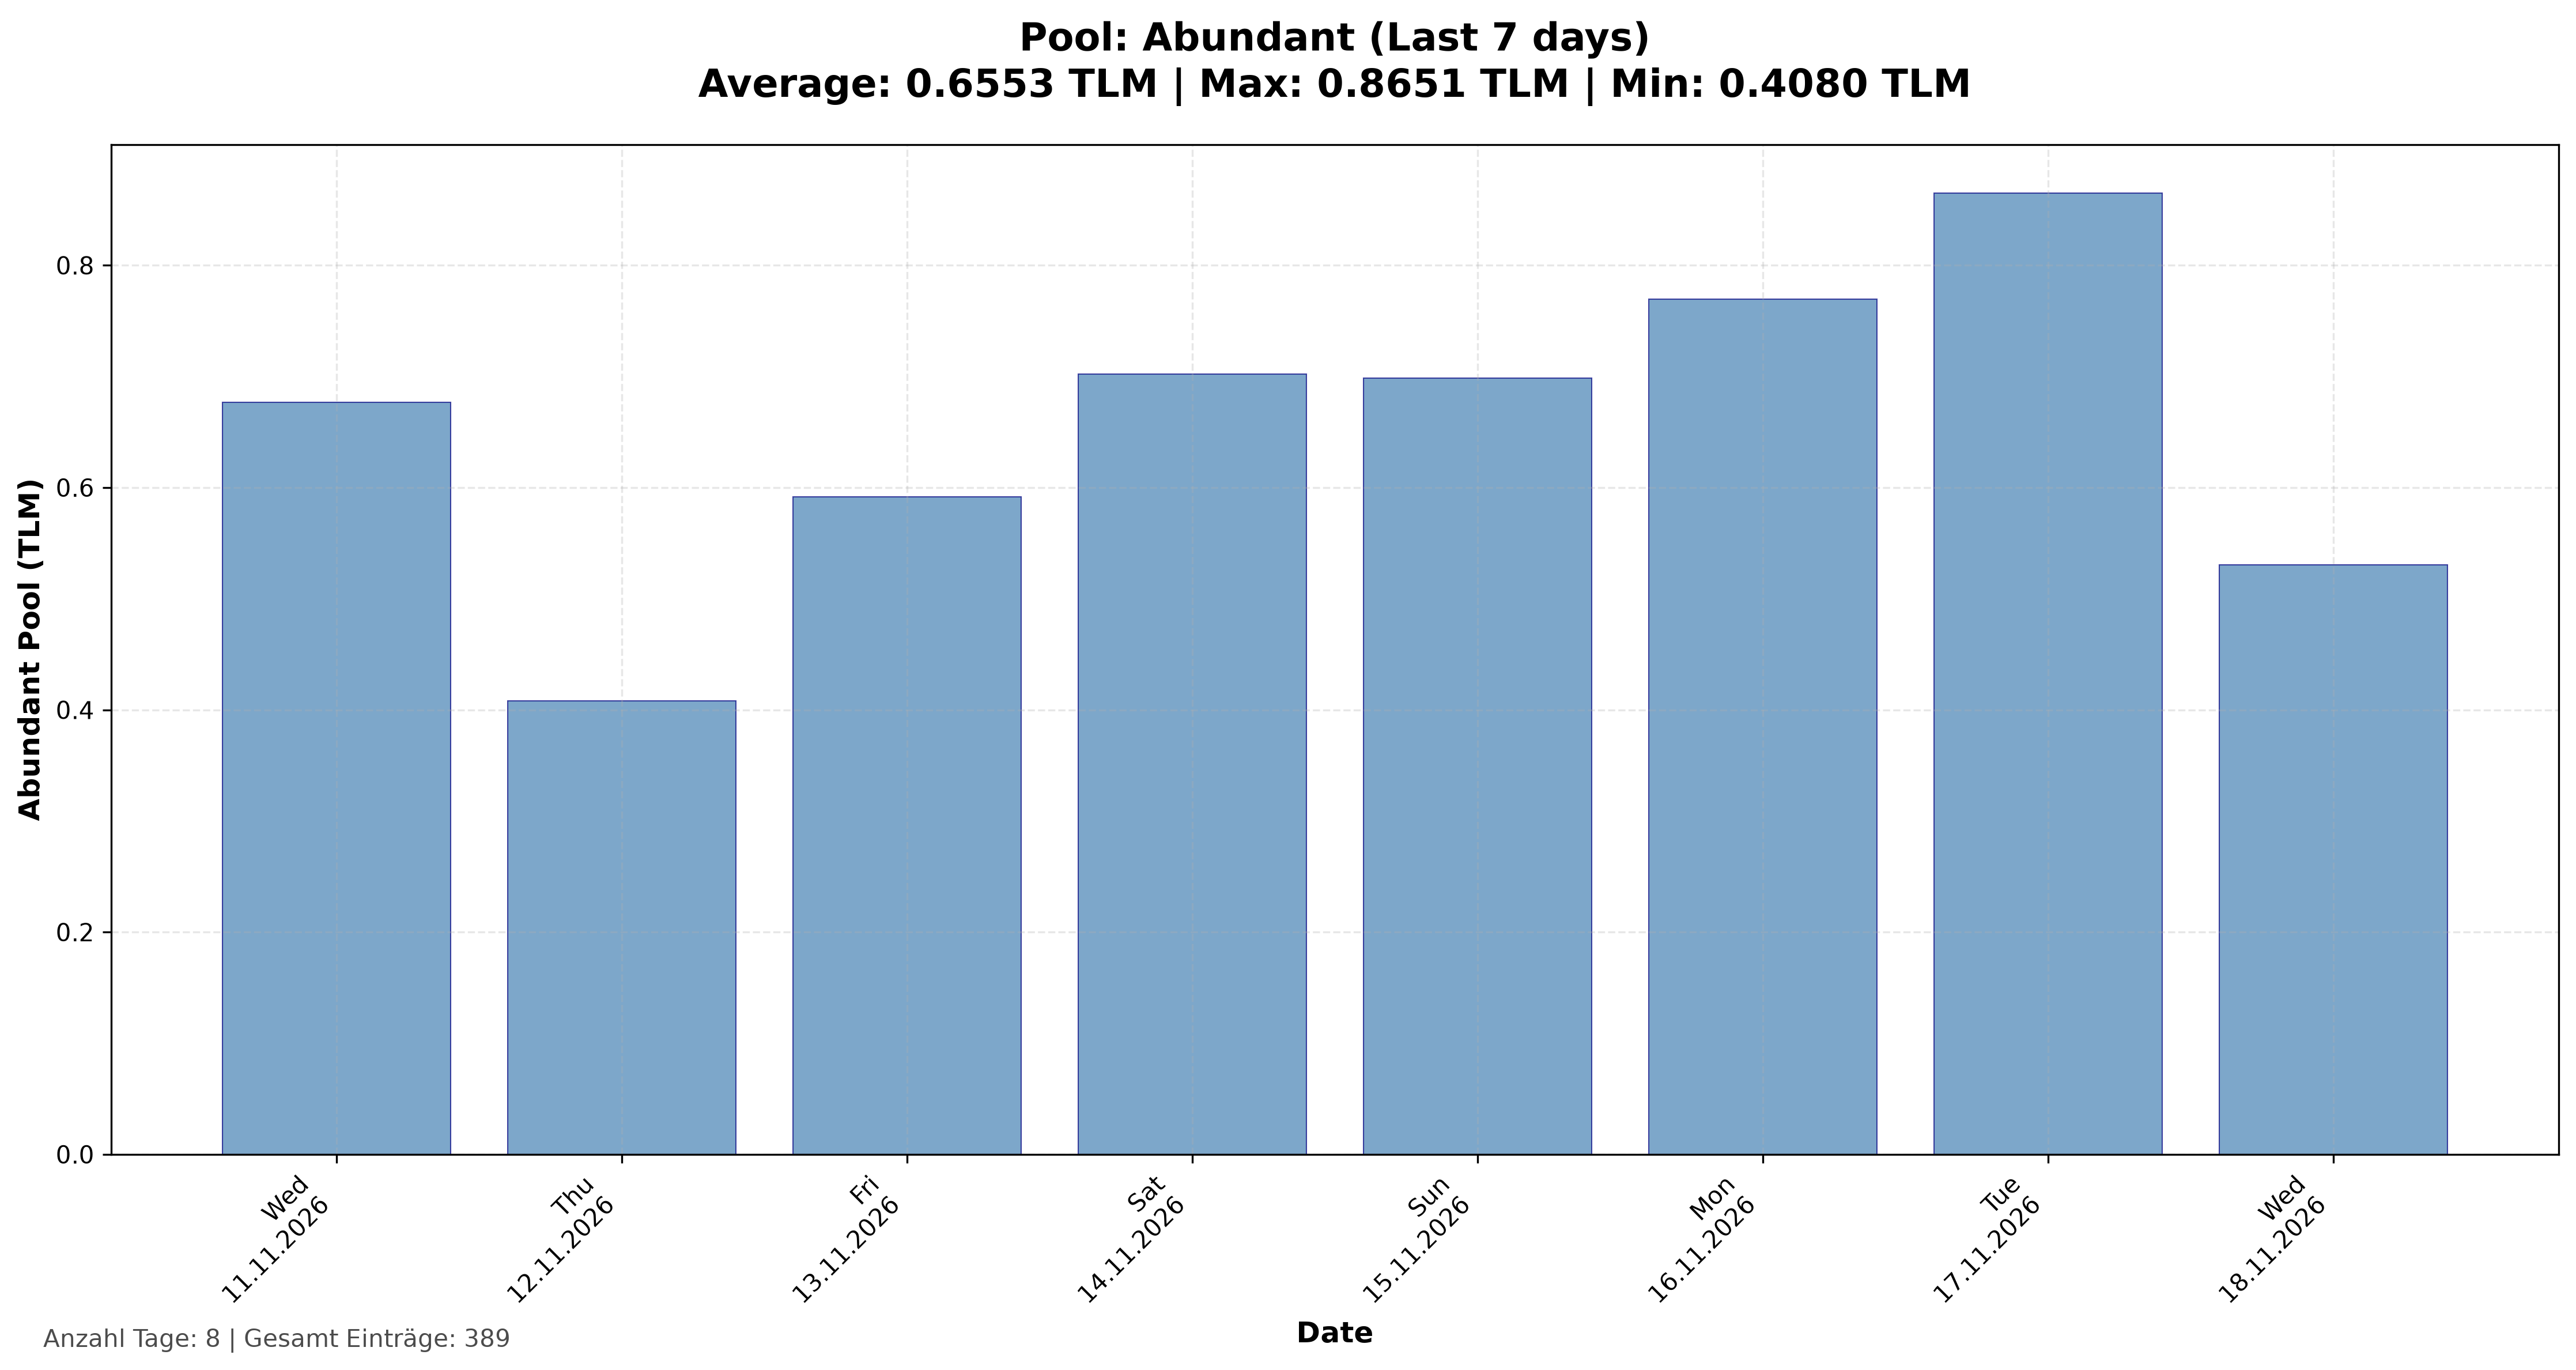 Pool: Abundant (Last 7 days)
Average: 0.6553 TLM | Max: 0.8651 TLM | Min: 0.4080 TLM
Abundant Pool (TLM)
0.8
0.6
0.4
0.2
0.0
Wed
11.11.2026
Thu
12.11.2026
Fri
13.11.2026
Sat
14.11.2026
Sun
15.11.2026
Mon
16.11.2026
Tue
17.11.2026
Wed
18.11.2026
Date
Anzahl Tage: 8 | Gesamt Einträge: 389